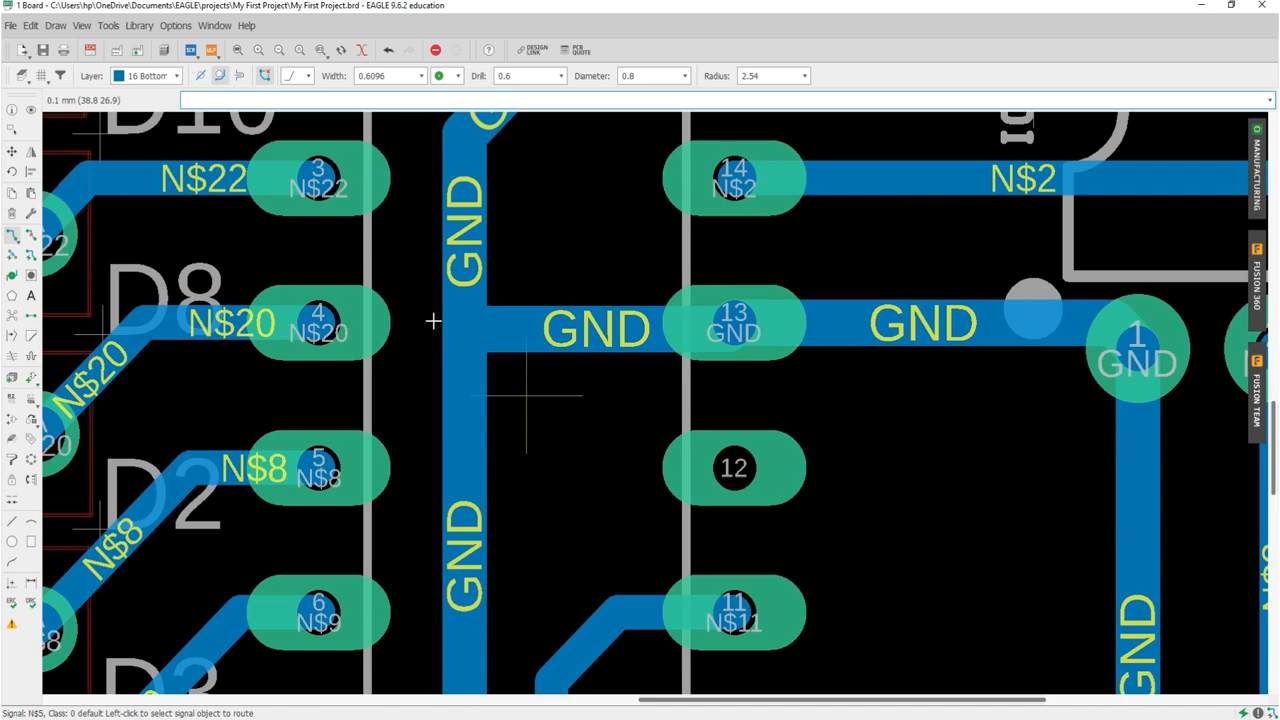 1 Board - C:\Users\hp\OneDrive\Documents\EAGLE\projects\My First Project\My First Project.brd - EAGLE 9.6.2 education
File Edit Draw View Tools Library Options Window Help
SCR ULP DESIGN LINK PCB QUOTE
Layer: 16 Bottom Width: 0.6096 Drill: 0.6 Diameter: 0.8 Radius: 2.54
0.1 mm (38.8 26.9)
D10
N$22
3
N$22
GND
14
N$2
N$2
MANUFACTURING
22
D8
N$20
4
N$20
GND
13
GND
GND
1
GND
FUSION 360
N$20
FUSION TEAM
20
D2
N$8
5
N$8
12
N$8
GND
6
N$9
11
N$11
GND
$8
D3
Signal: N$5, Class: 0 default Left-click to select signal object to route